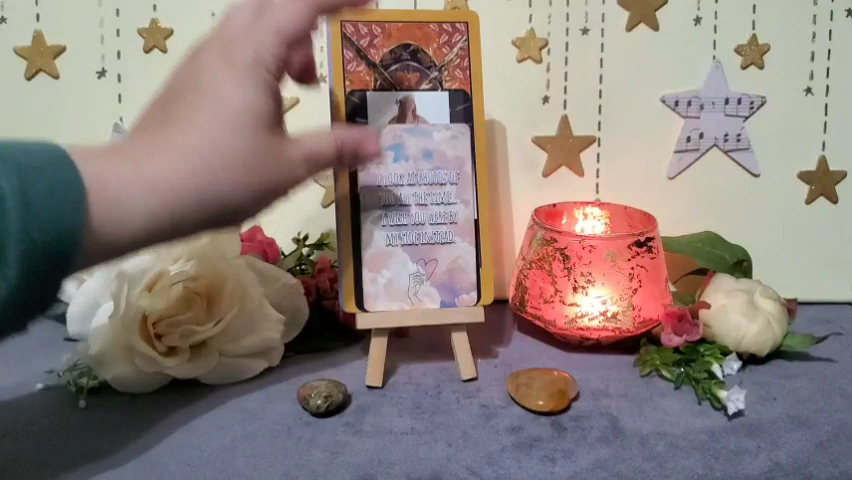 I LOOK AT PHOTOS OF
YOU ALL THE TIME...
I WISH YOU WERE BY
MY SIDE INSTEAD